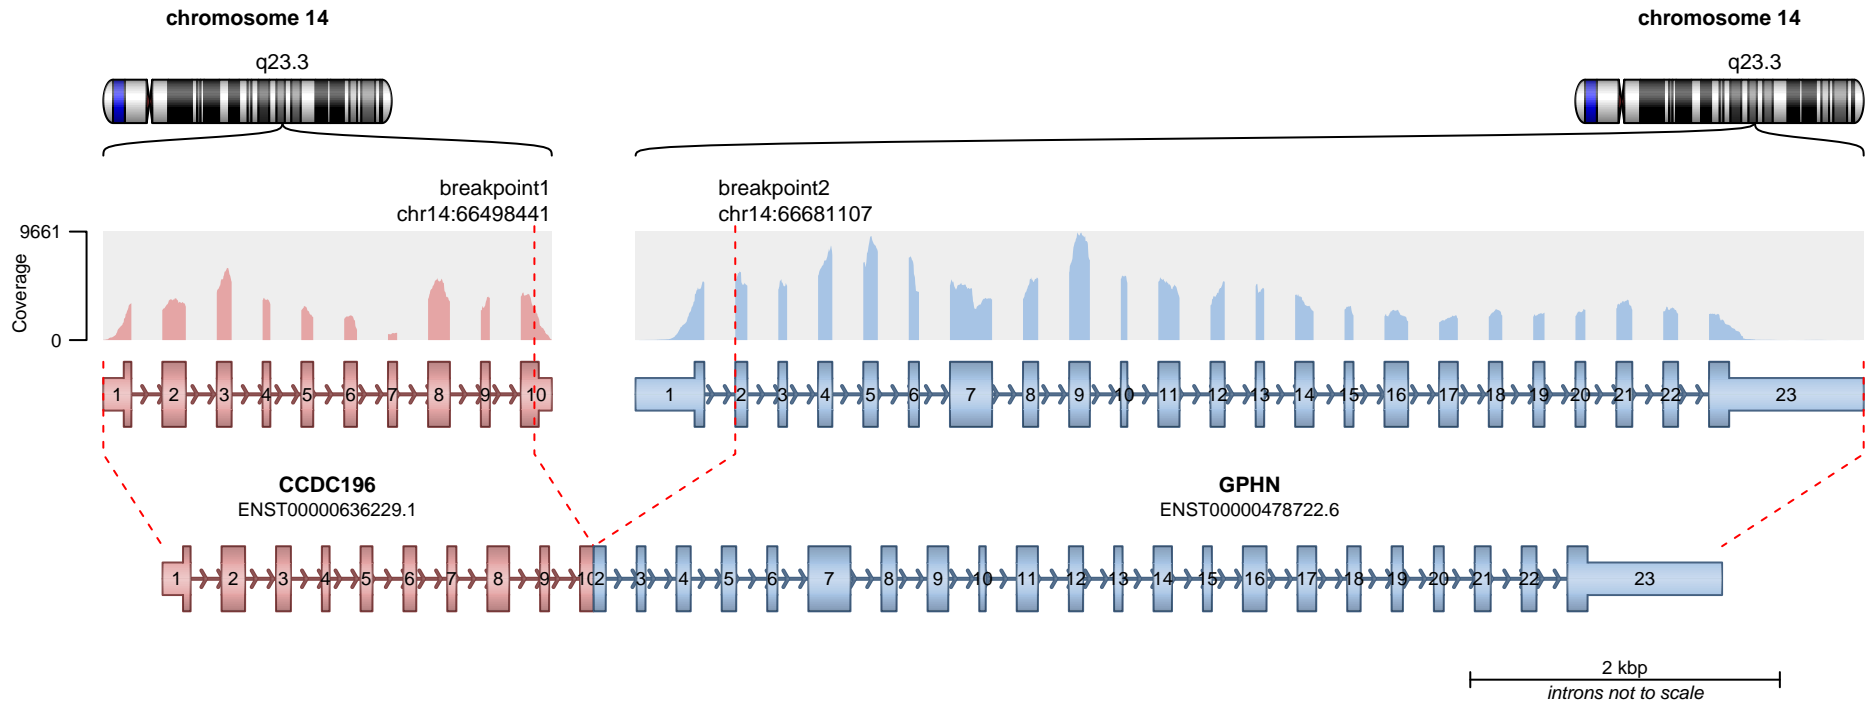 chromosome 14
chromosome 14
q23.3
q23.3
breakpoint1
chr14:66498441
breakpoint2
chr14:66681107
9661
Coverage
0
1 2 3 4 5 6 7 8 9 10
1 2 3 4 5 6 7 8 9 10 11 12 13 14 15 16 17 18 19 20 21 22 23
CCDC196
ENST00000636229.1
GPHN
ENST00000478722.6
1 2 3 4 5 6 7 8 9 10 2 3 4 5 6 7 8 9 10 11 12 13 14 15 16 17 18 19 20 21 22 23
2 kbp
introns not to scale